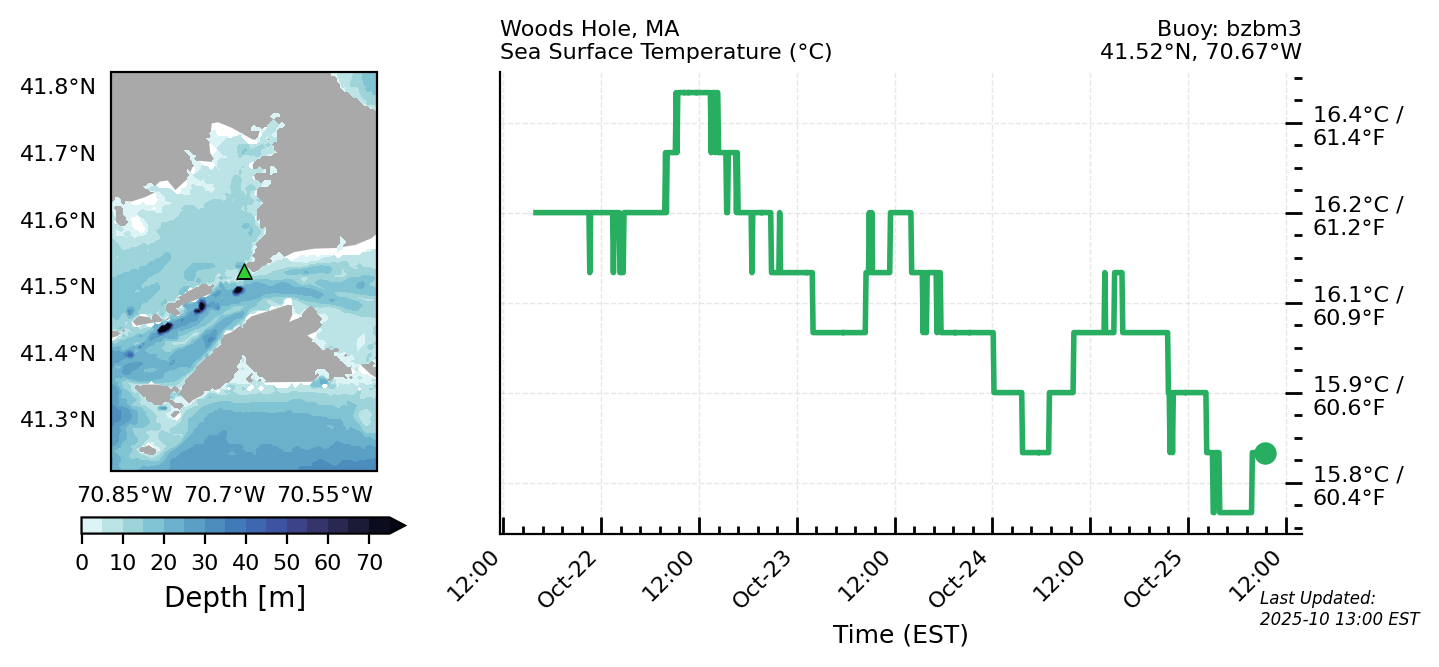 Woods Hole, MA
Sea Surface Temperature (°C)
Buoy: bzbm3
41.52°N, 70.67°W
41.8°N
41.7°N
41.6°N
41.5°N
41.4°N
41.3°N
70.85°W 70.7°W 70.55°W
0 10 20 30 40 50 60 70
Depth [m]
16.4°C /
61.4°F
16.2°C /
61.2°F
16.1°C /
60.9°F
15.9°C /
60.6°F
15.8°C /
60.4°F
12:00 Oct-22 12:00 Oct-23 12:00 Oct-24 12:00 Oct-25 12:00
Time (EST)
Last Updated:
2025-10 13:00 EST